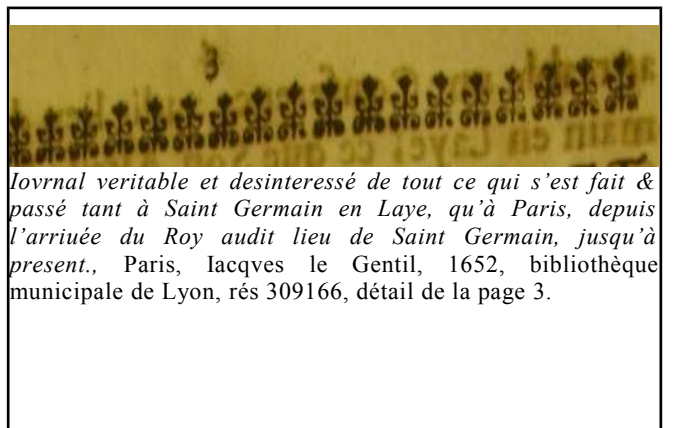 3
Iovrnal veritable et desinteressé de tout ce qui s’est fait &
passé tant à Saint Germain en Laye, qu’à Paris, depuis
l’arriuée du Roy audit lieu de Saint Germain, jusqu’à
present., Paris, Iacqves le Gentil, 1652, bibliothèque
municipale de Lyon, rés 309166, détail de la page 3.